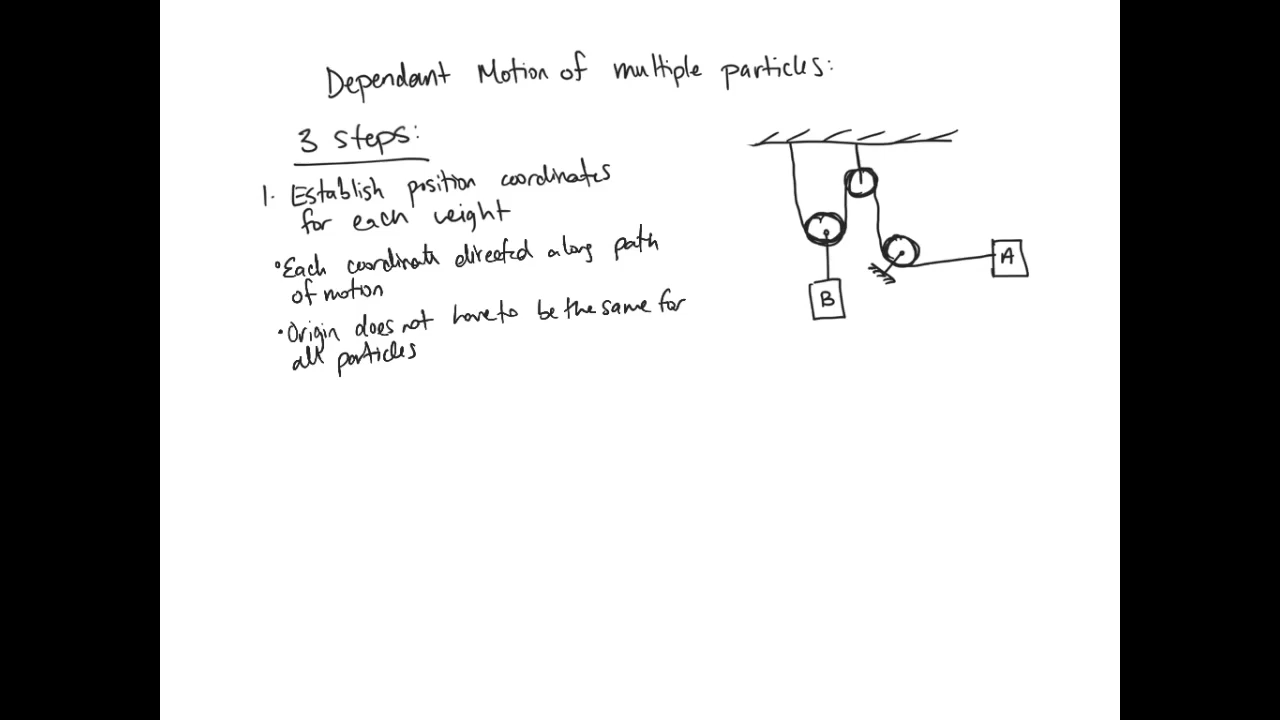 Dependant Motion of multiple particles:
3 steps:
1. Establish position coordinates
for each weight
•Each coordinate directed along path
of motion
•Origin does not have to be the same for
all particles
A
B